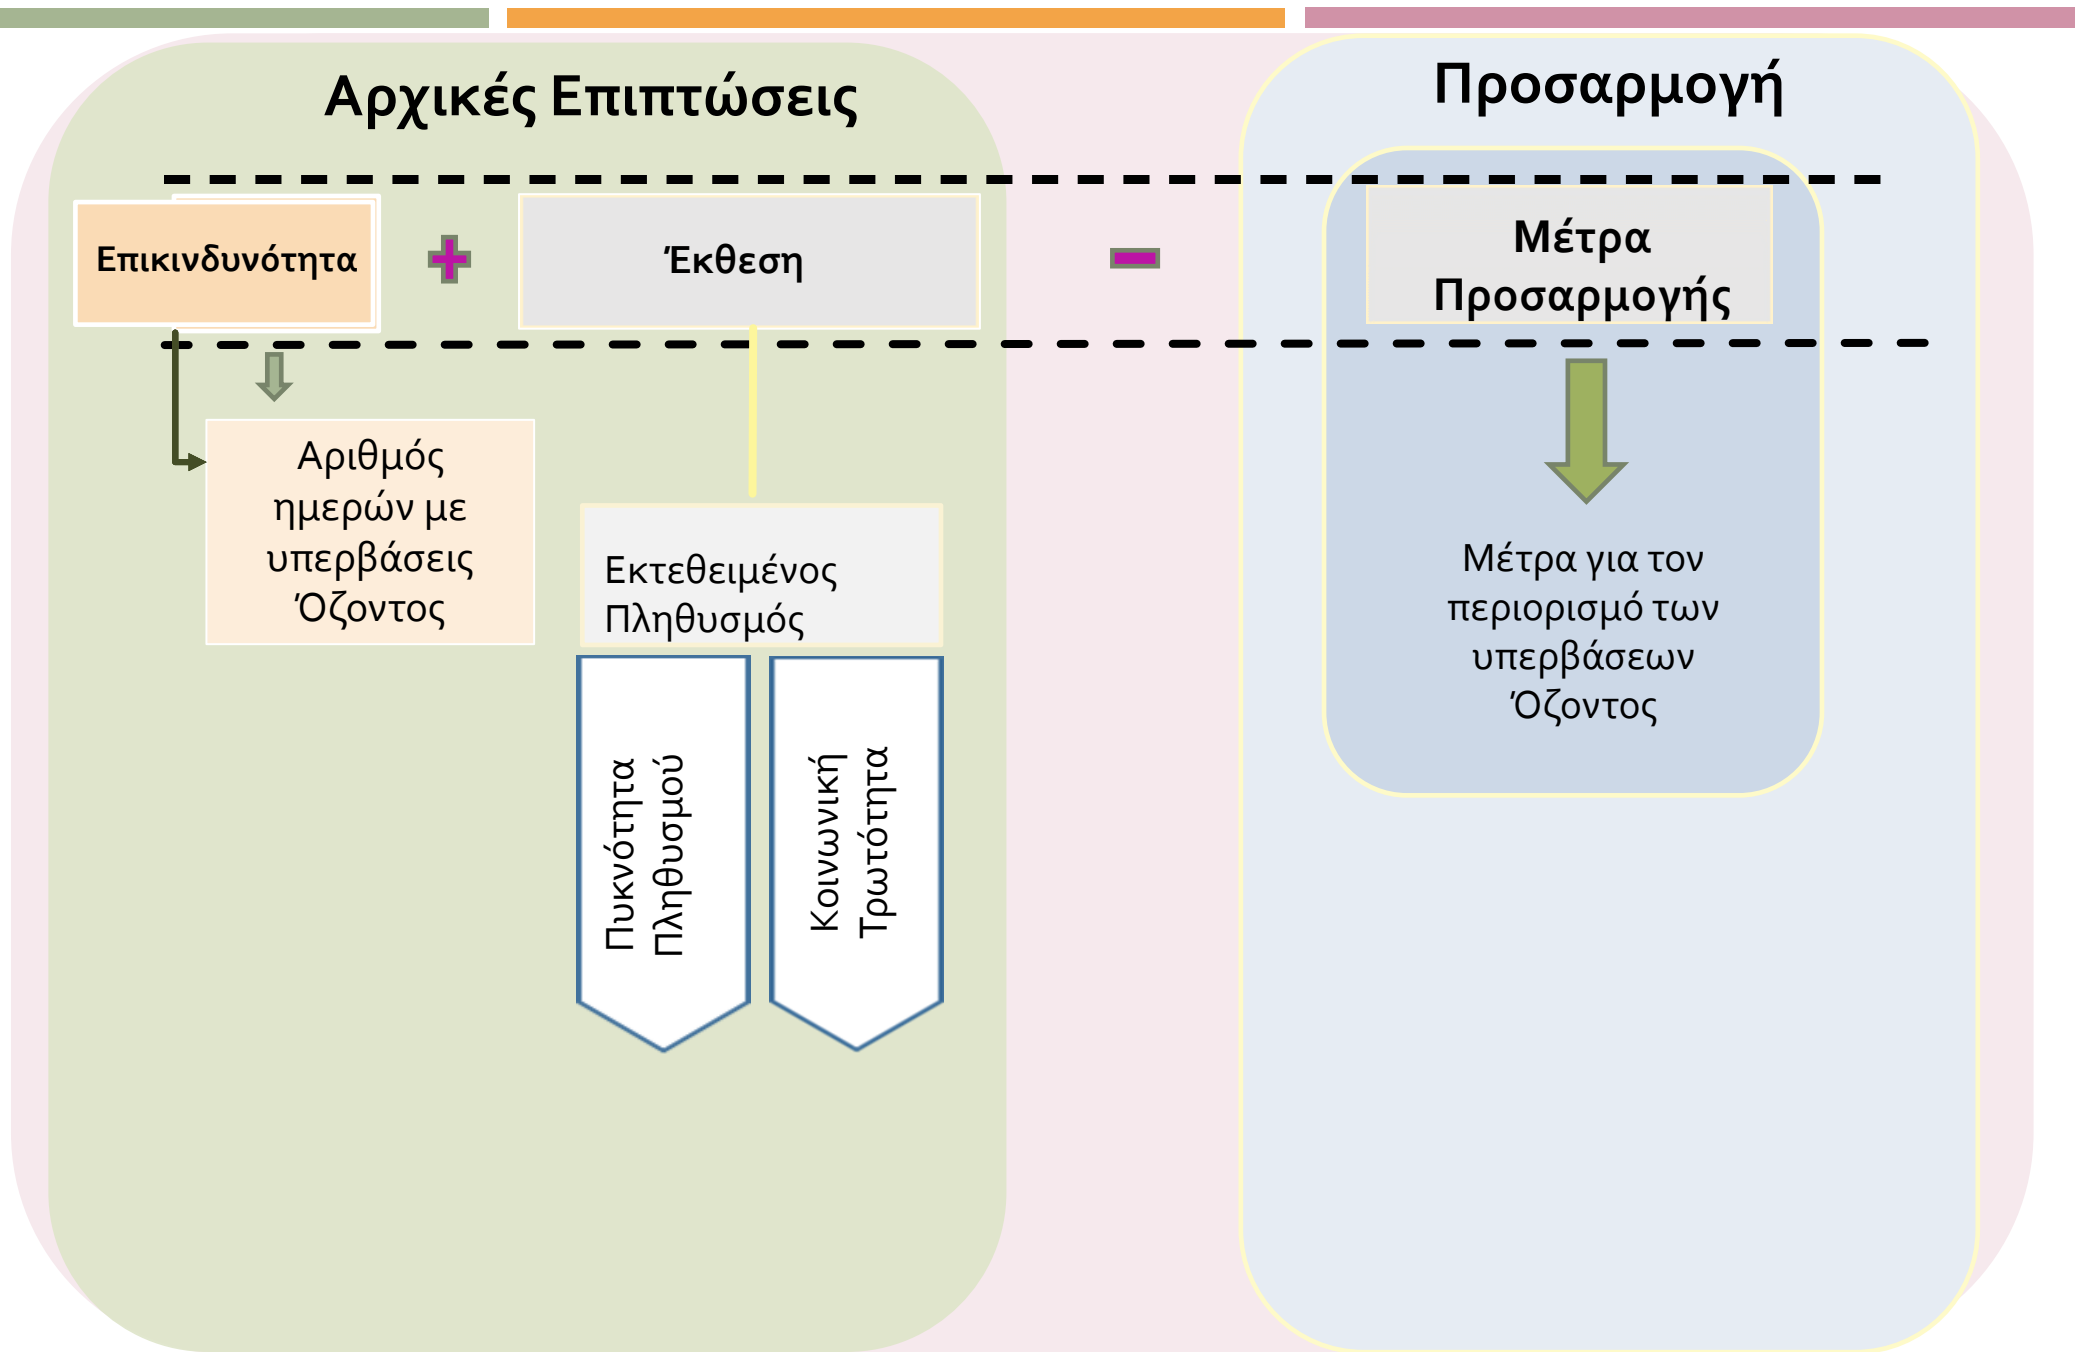 Αρχικές Επιπτώσεις
Προσαρμογή
Επικινδυνότητα
Έκθεση
Μέτρα
Προσαρμογής
Αριθμός
ημερών με
υπερβάσεις
Όζοντος
Εκτεθειμένος
Πληθυσμός
Πυκνότητα
Πληθυσμού
Κοινωνική
Τρωτότητα
Μέτρα για τον
περιορισμό των
υπερβάσεων
Όζοντος